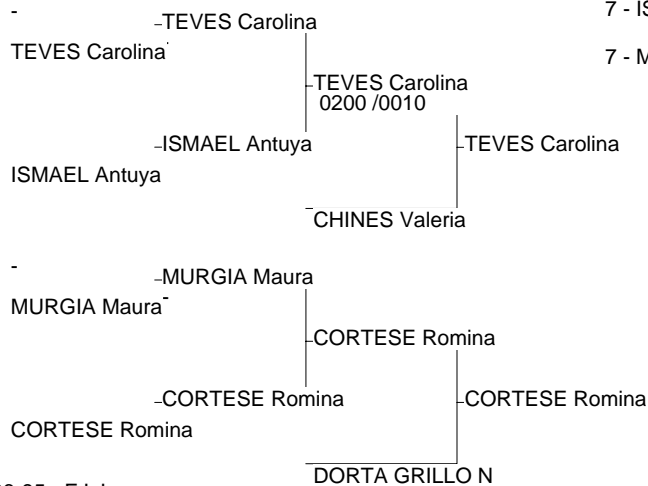 7 - IS
-
TEVES Carolina
TEVES Carolina
7 - M
TEVES Carolina
0200 /0010
ISMAEL Antuya
TEVES Carolina
ISMAEL Antuya
CHINES Valeria
-
MURGIA Maura
MURGIA Maura
CORTESE Romina
CORTESE Romina
CORTESE Romina
CORTESE Romina
DORTA GRILLO N